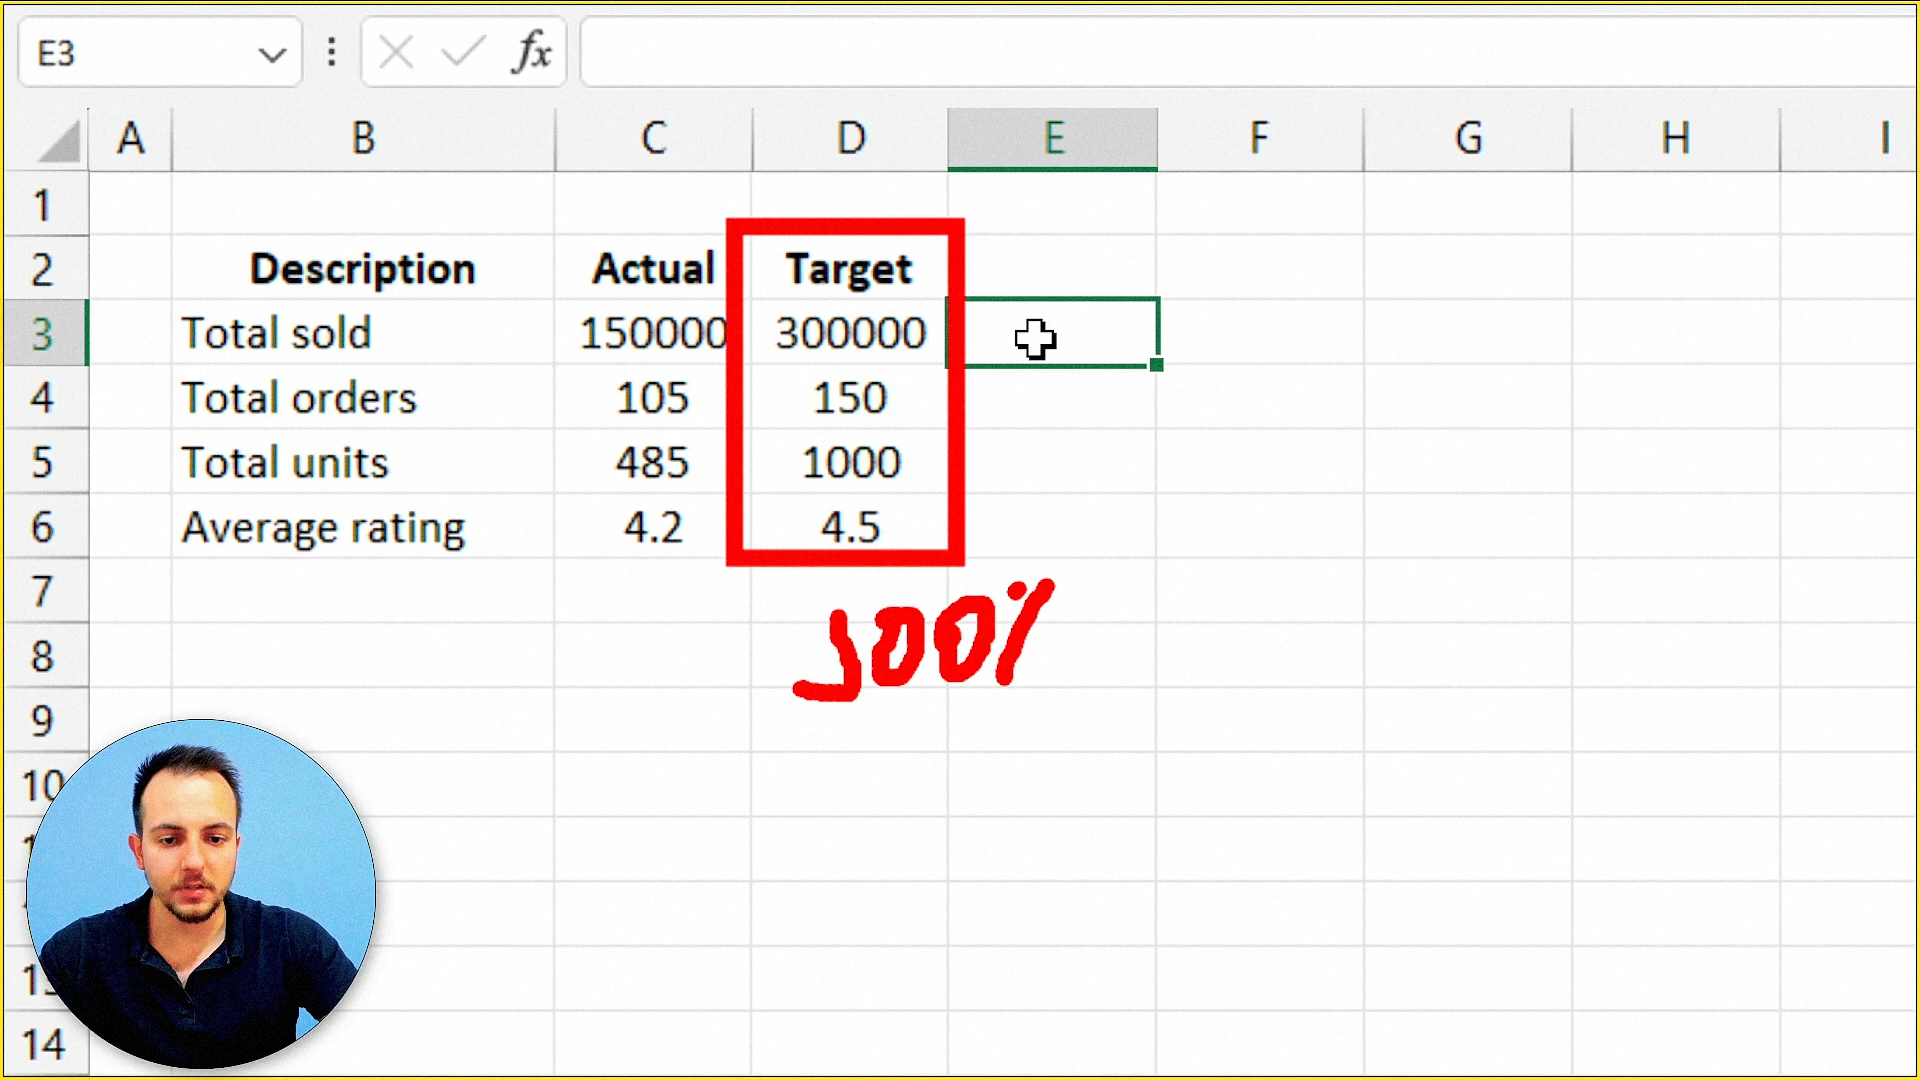 E3 fx
A B C D E F G H I
1
2 Description Actual Target
3 Total sold 150000 300000
4 Total orders 105 150
5 Total units 485 1000
6 Average rating 4.2 4.5
7
100%
8
9
10
14